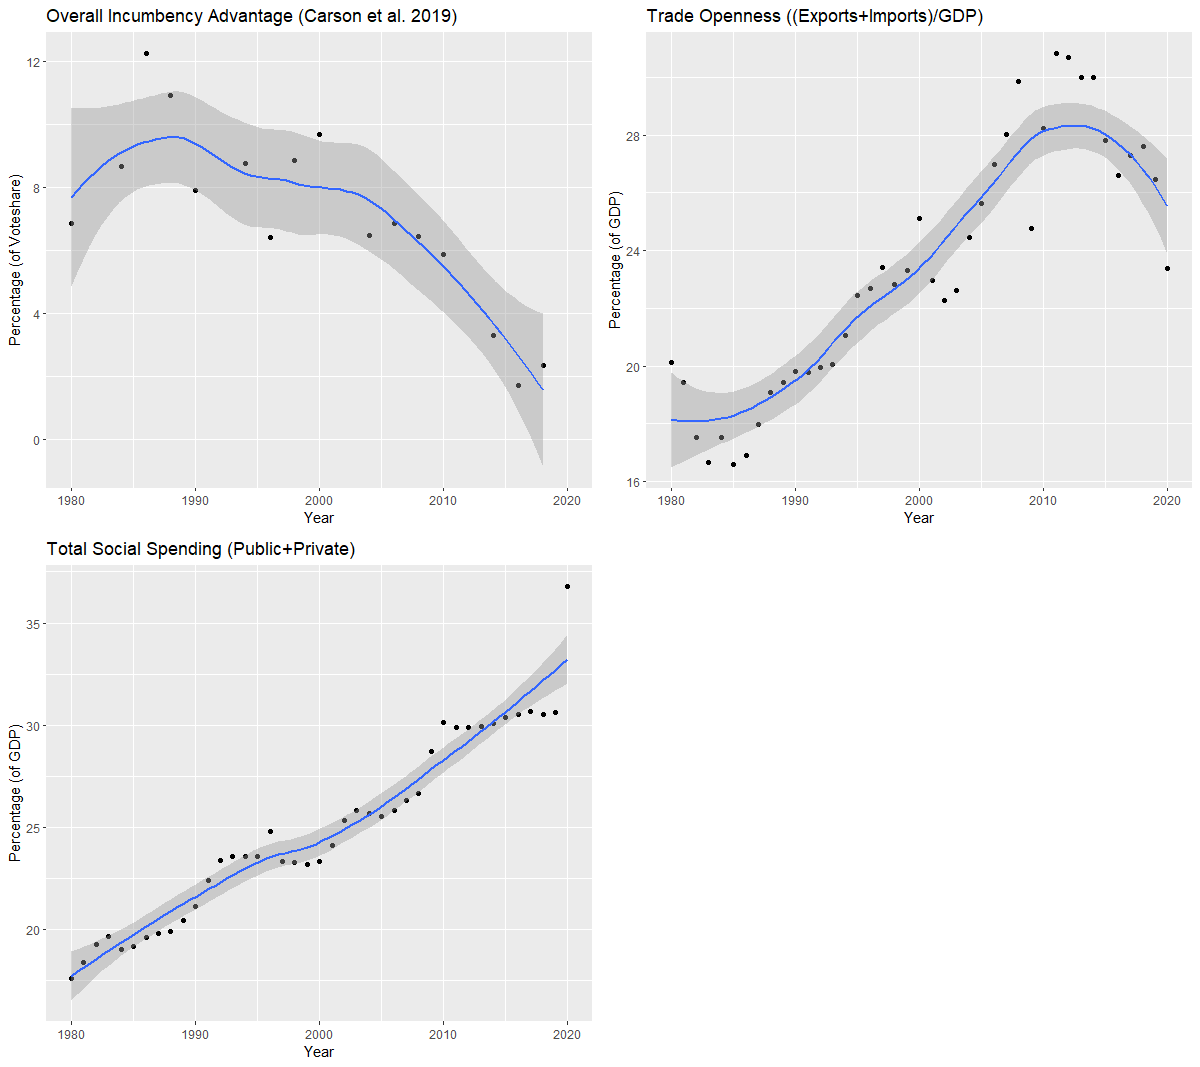 Overall Incumbency Advantage (Carson et al. 2019)
Percentage (of Voteshare)
12
8
4
0
1980 1990 2000 2010 2020
Year
Trade Openness ((Exports+Imports)/GDP)
Percentage (of GDP)
28
24
20
16
1980 1990 2000 2010 2020
Year
Total Social Spending (Public+Private)
Percentage (of GDP)
35
30
25
20
1980 1990 2000 2010 2020
Year